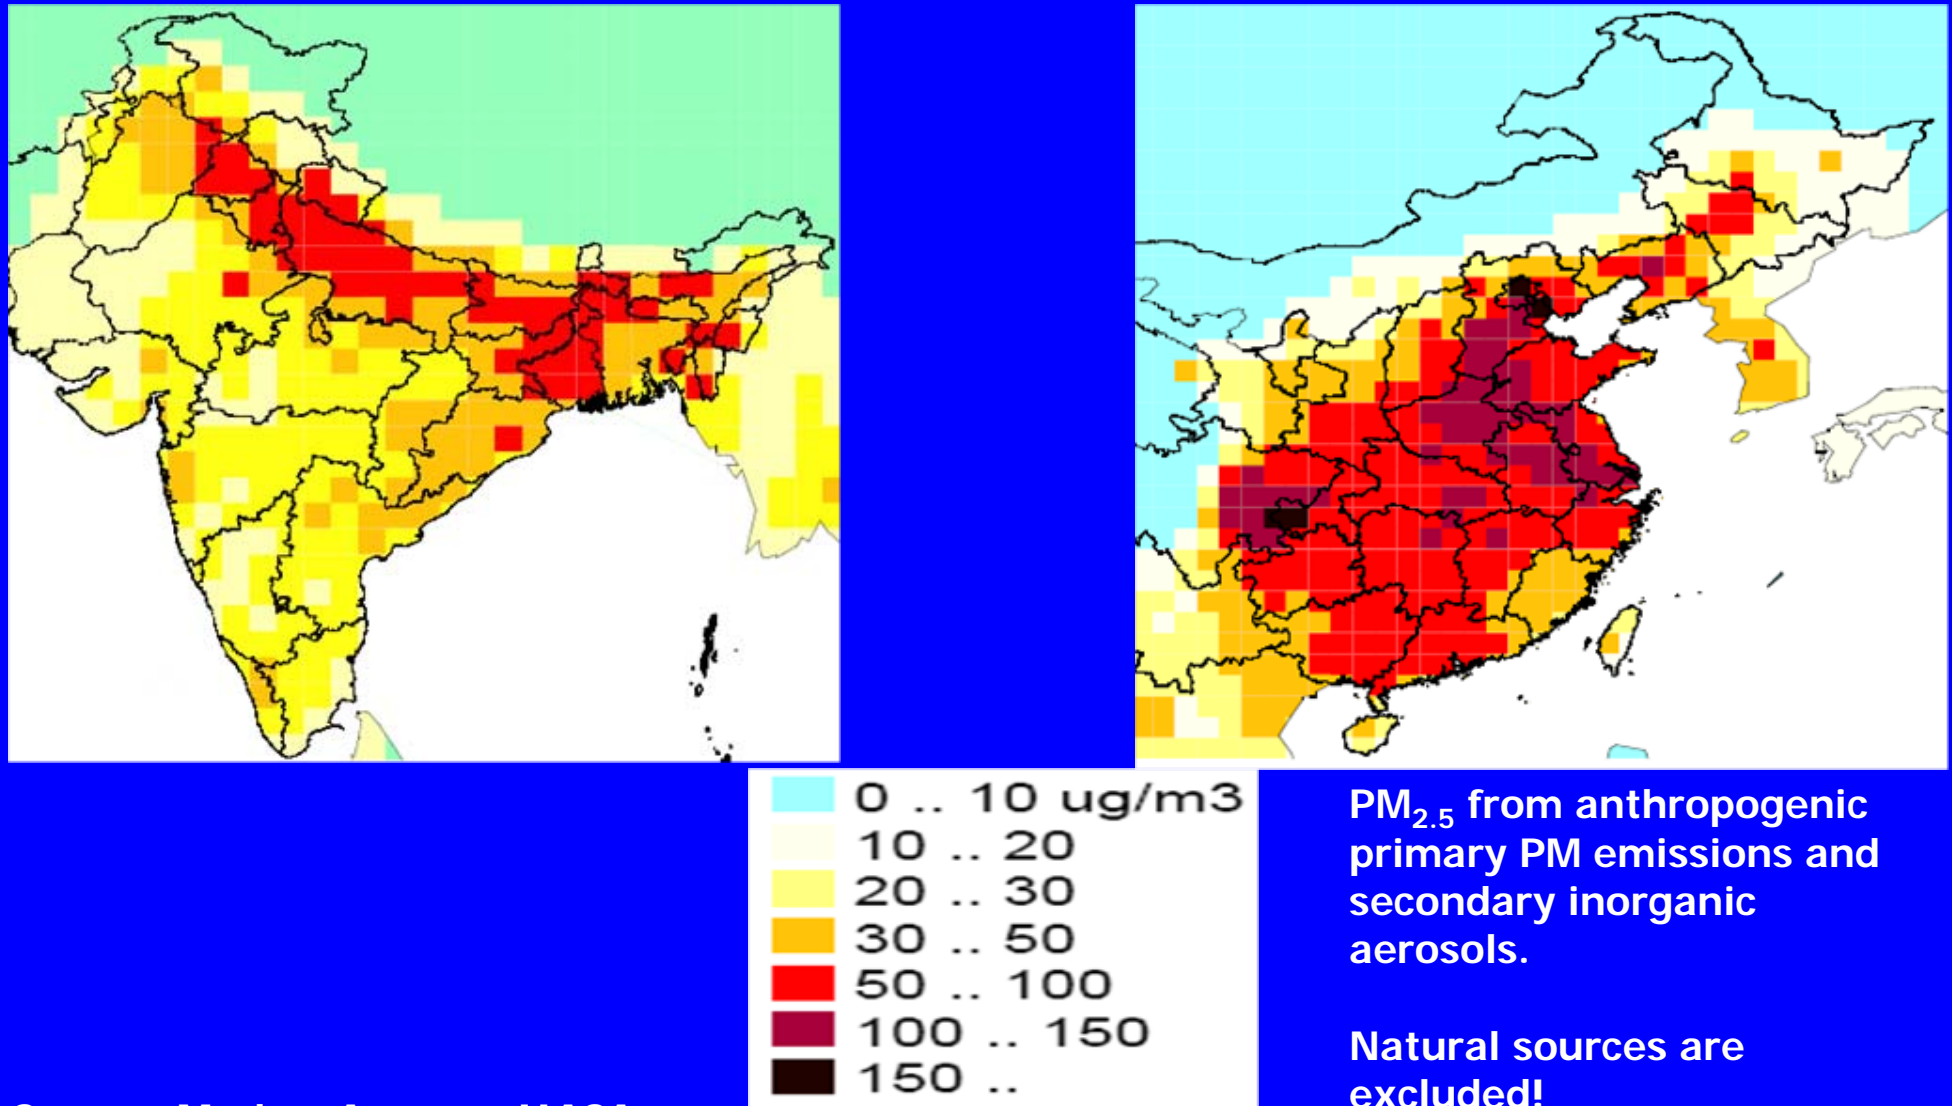 0 .. 10 ug/m3
10 .. 20
20 .. 30
30 .. 50
50 .. 100
100 .. 150
150 ..
PM2.5 from anthropogenic
primary PM emissions and
secondary inorganic
aerosols.
Natural sources are
excluded!